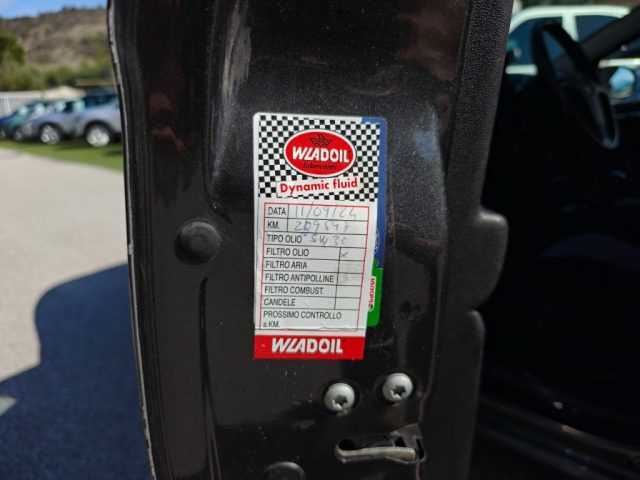 WLADOIL
lubricants
Dynamic fluid
DATA 11/09/24
KM. 209597
TIPO OLIO 5W30
FILTRO OLIO x
FILTRO ARIA
FILTRO ANTIPOLLINE
FILTRO COMBUST.
CANDELE
PROSSIMO CONTROLLO
a KM.
WLADOIL